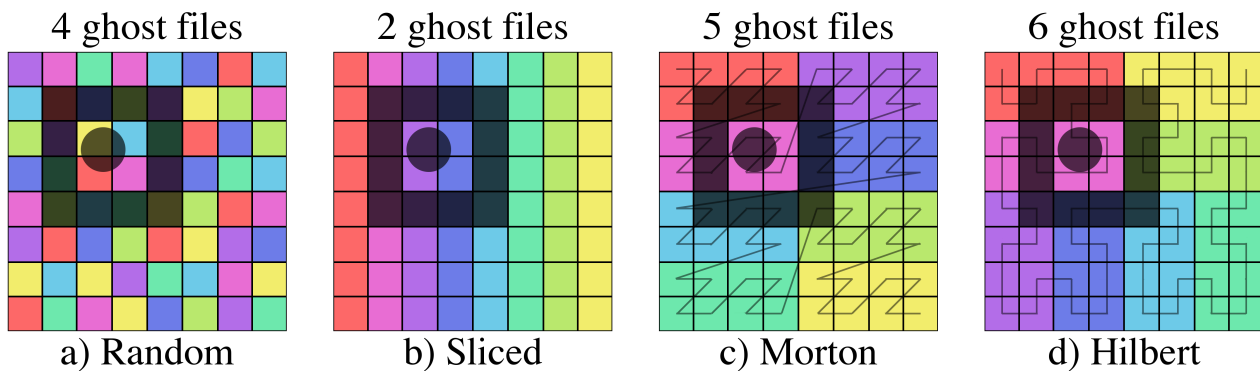 4 ghost files
2 ghost files
5 ghost files
6 ghost files
a) Random
b) Sliced
c) Morton
d) Hilbert